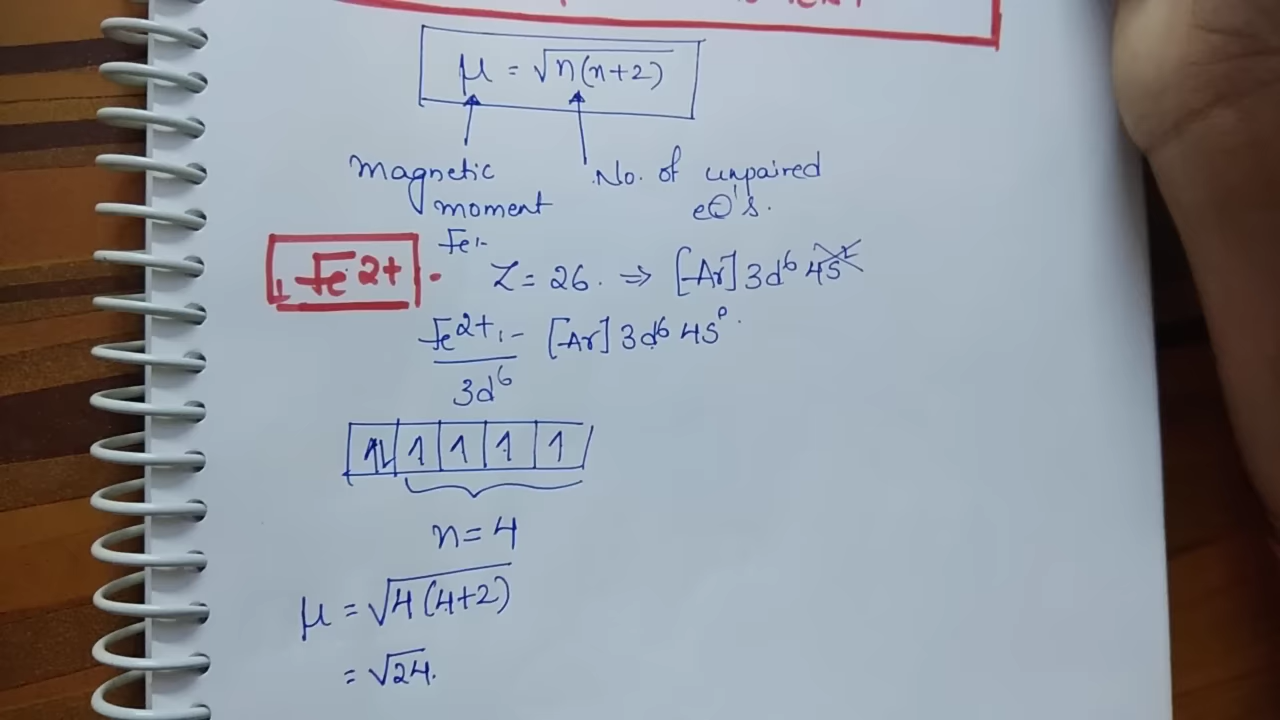 μ = √n(n+2)
Magnetic moment
No. of unpaired e⊖'s.
Fe:-
1. Fe2+. Z = 26. ⇒ [Ar] 3d6 4s2
Fe2+:- [Ar] 3d6 4s0.
3d6
1L 1 1 1 1
n = 4
μ = √4(4+2)
= √24.